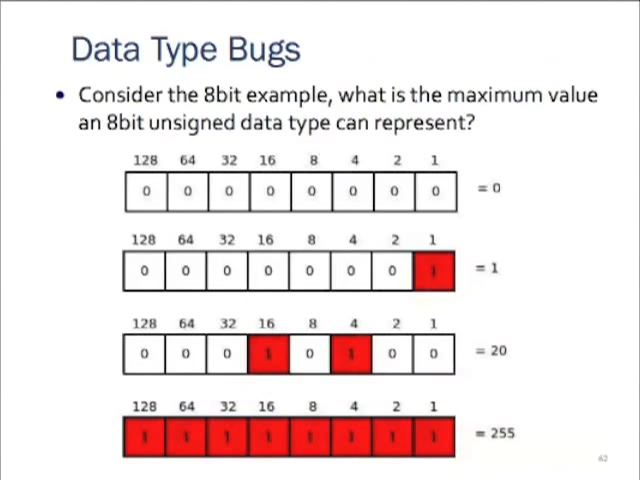 Data Type Bugs
• Consider the 8bit example, what is the maximum value
an 8bit unsigned data type can represent?
128 64 32 16 8 4 2 1
0 0 0 0 0 0 0 0 = 0
128 64 32 16 8 4 2 1
0 0 0 0 0 0 0 1 = 1
128 64 32 16 8 4 2 1
0 0 0 1 0 1 0 0 = 20
128 64 32 16 8 4 2 1
1 1 1 1 1 1 1 1 = 255
62